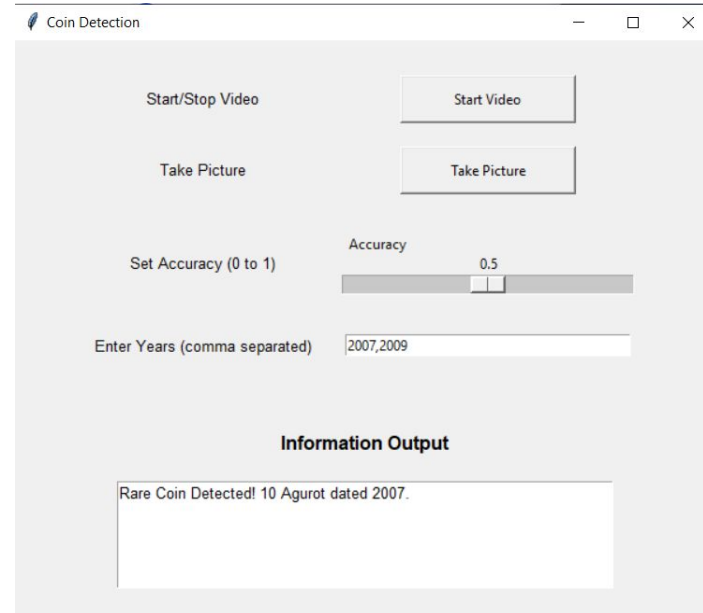 Coin Detection
Start/Stop Video
Start Video
Take Picture
Take Picture
Accuracy
Set Accuracy (0 to 1)
0.5
Enter Years (comma separated)
2007,2009
Information Output
Rare Coin Detected! 10 Agurot dated 2007.